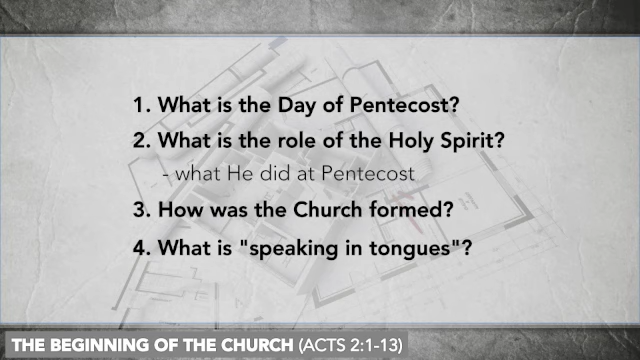 1. What is the Day of Pentecost?
2. What is the role of the Holy Spirit?
- what He did at Pentecost
3. How was the Church formed?
4. What is "speaking in tongues"?
THE BEGINNING OF THE CHURCH (ACTS 2:1-13)